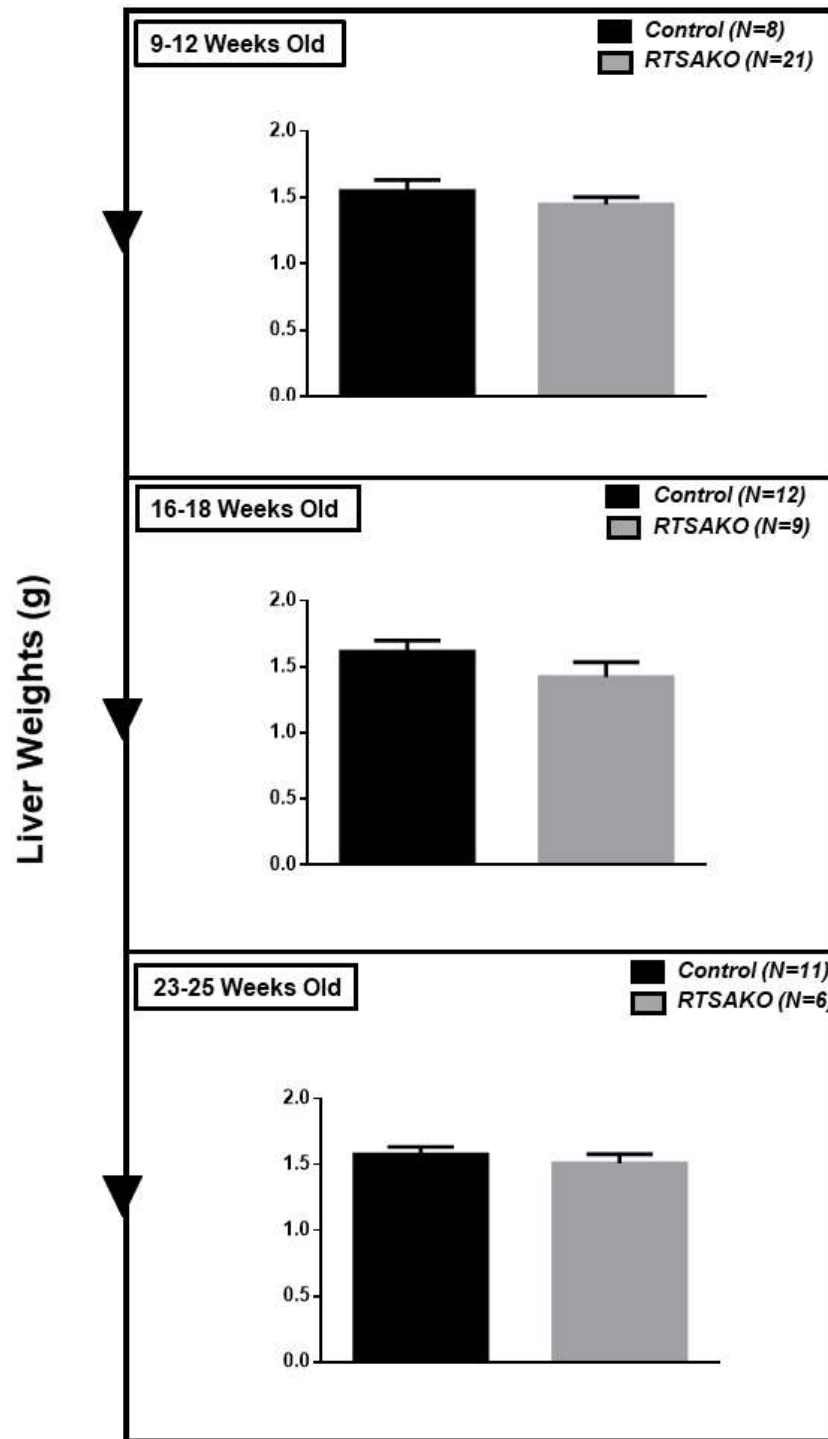 Liver Weights (g)
9-12 Weeks Old
Control (N=8)
RTSAKO (N=21)
2.0
1.5
1.0
0.5
0.0
16-18 Weeks Old
Control (N=12)
RTSAKO (N=9)
2.0
1.5
1.0
0.5
0.0
23-25 Weeks Old
Control (N=11)
RTSAKO (N=6)
2.0
1.5
1.0
0.5
0.0